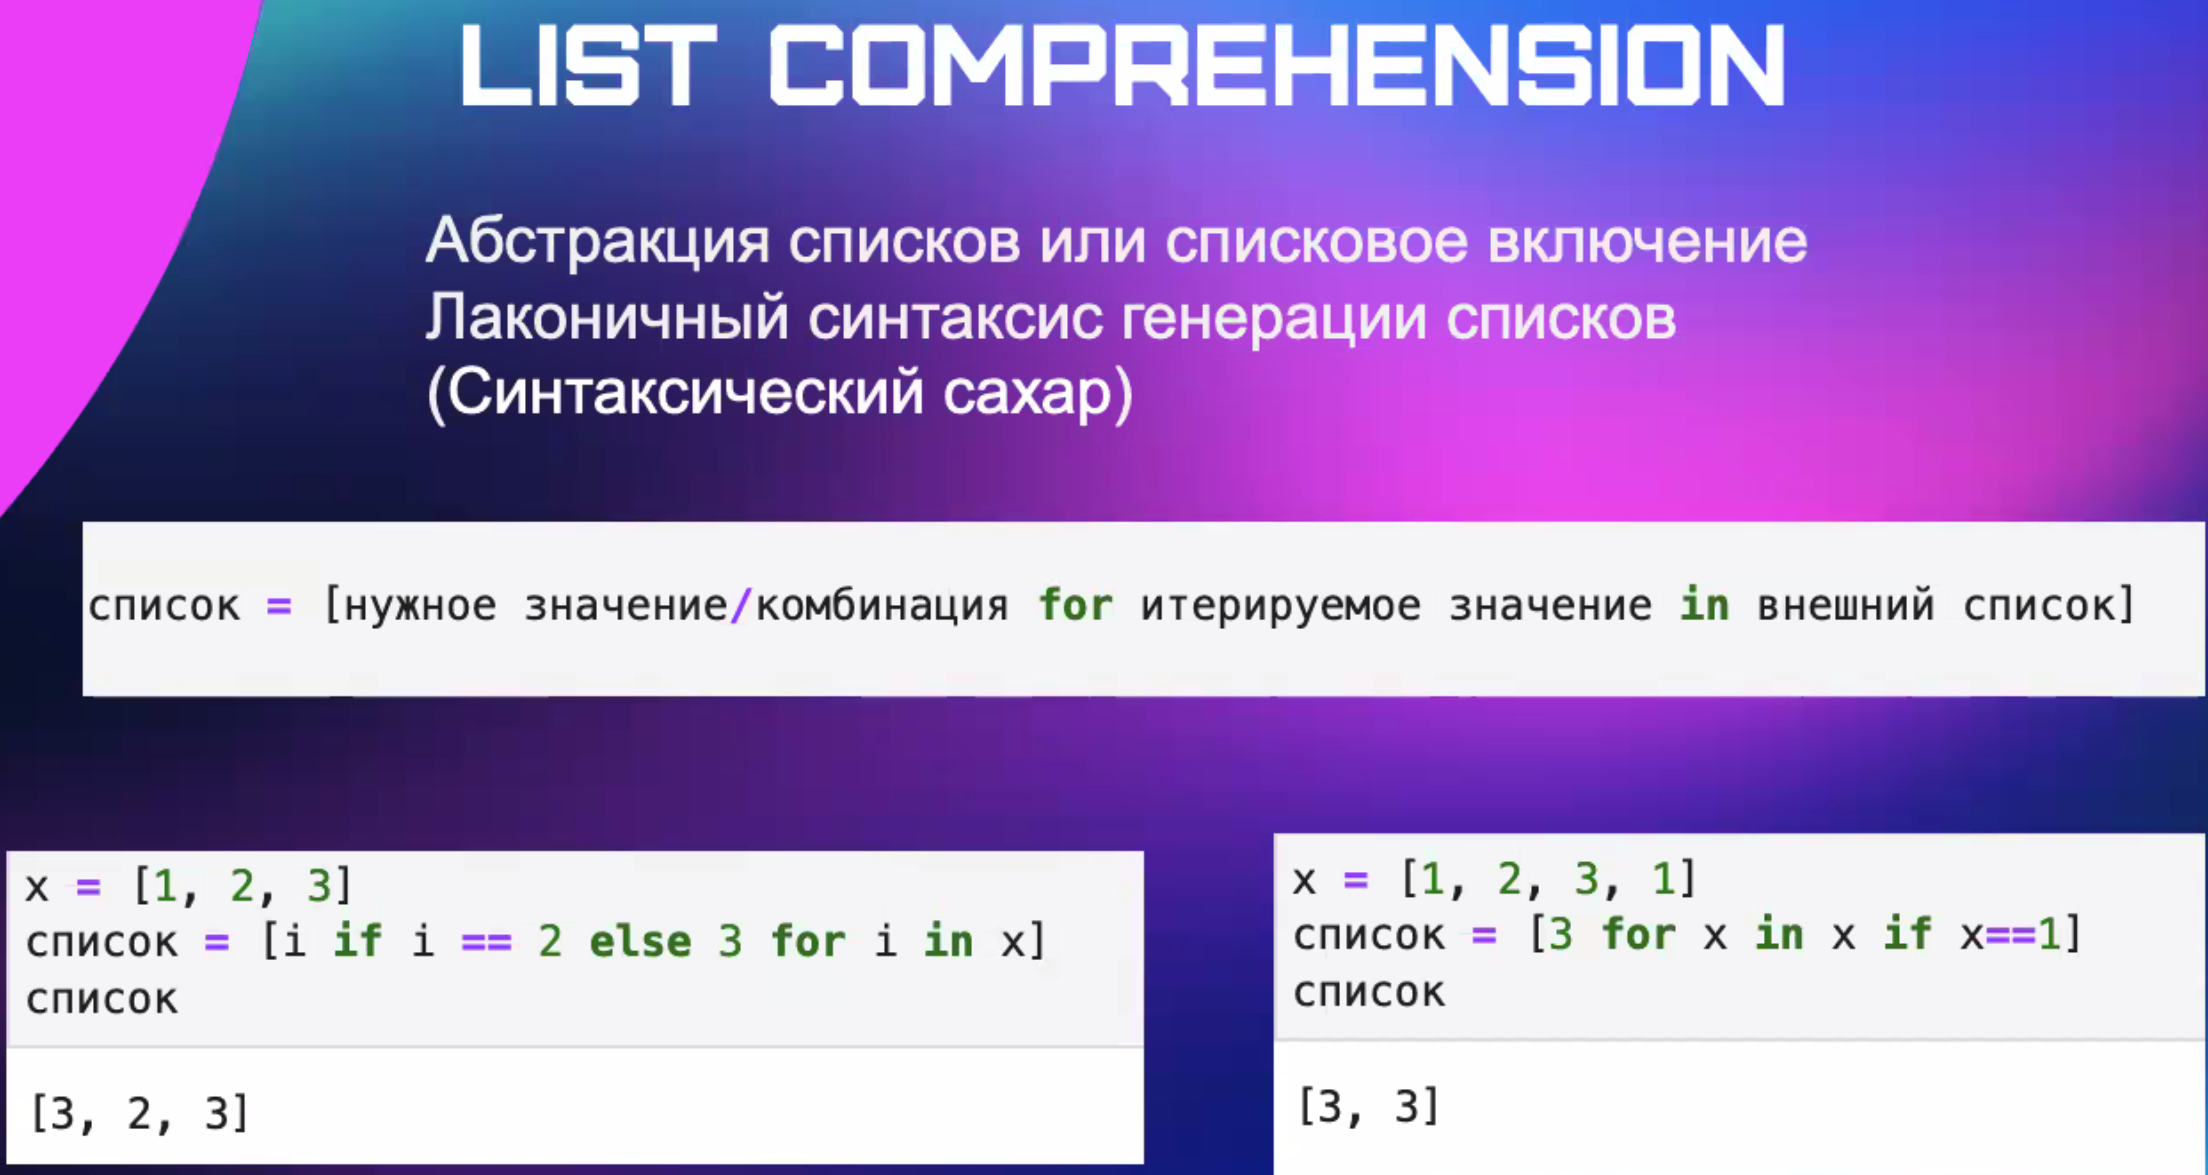 LIST COMPREHENSION
Абстракция списков или списковое включение
Лаконичный синтаксис генерации списков
(Синтаксический сахар)
список = [нужное значение/комбинация for итерируемое значение in внешний список]
x = [1, 2, 3]
список = [i if i == 2 else 3 for i in x]
список
[3, 2, 3]
x = [1, 2, 3, 1]
список = [3 for x in x if x==1]
список
[3, 3]